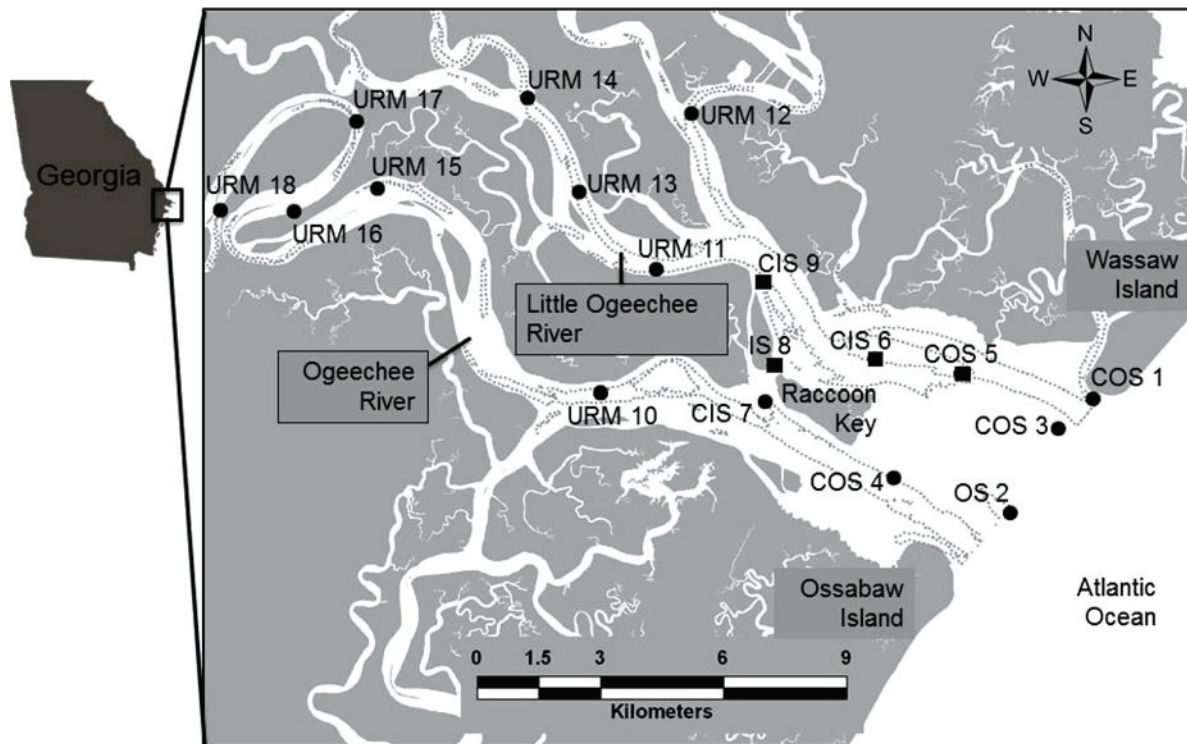 Georgia
N
W
E
S
URM 14
URM 17
URM 12
URM 15
URM 13
URM 18
URM 16
URM 11
CIS 9
Wassaw
Island
Little Ogeechee
River
IS 8
CIS 6
COS 5
COS 1
Ogeechee
River
URM 10
CIS 7
Raccoon
Key
COS 3
COS 4
OS 2
Ossabaw
Island
Atlantic
Ocean
0 1.5 3 6 9
Kilometers